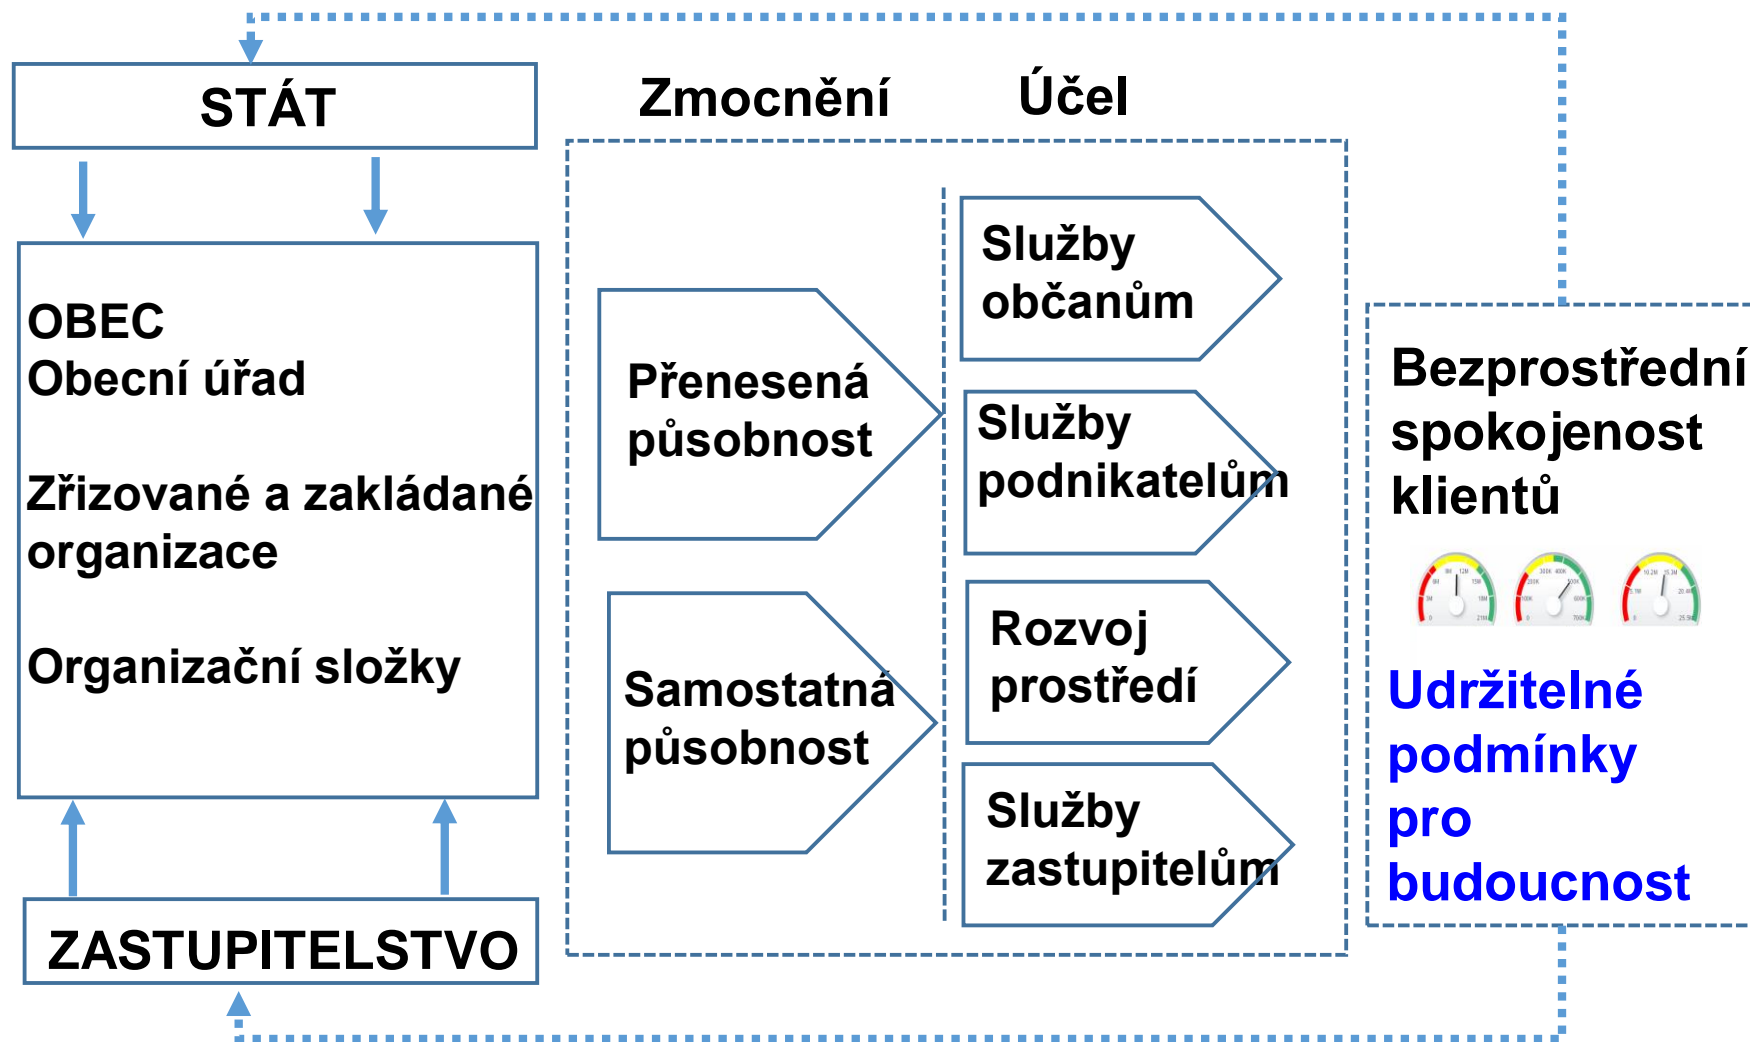 STÁT
OBEC
Obecní úřad
Zřizované a zakládané
organizace
Organizační složky
ZASTUPITELSTVO
Zmocnění
Účel
Přenesená
působnost
Samostatná
působnost
Služby
občanům
Služby
podnikatelům
Rozvoj
prostředí
Služby
zastupitelům
Bezprostřední
spokojenost
klientů
Udržitelné
podmínky
pro
budoucnost